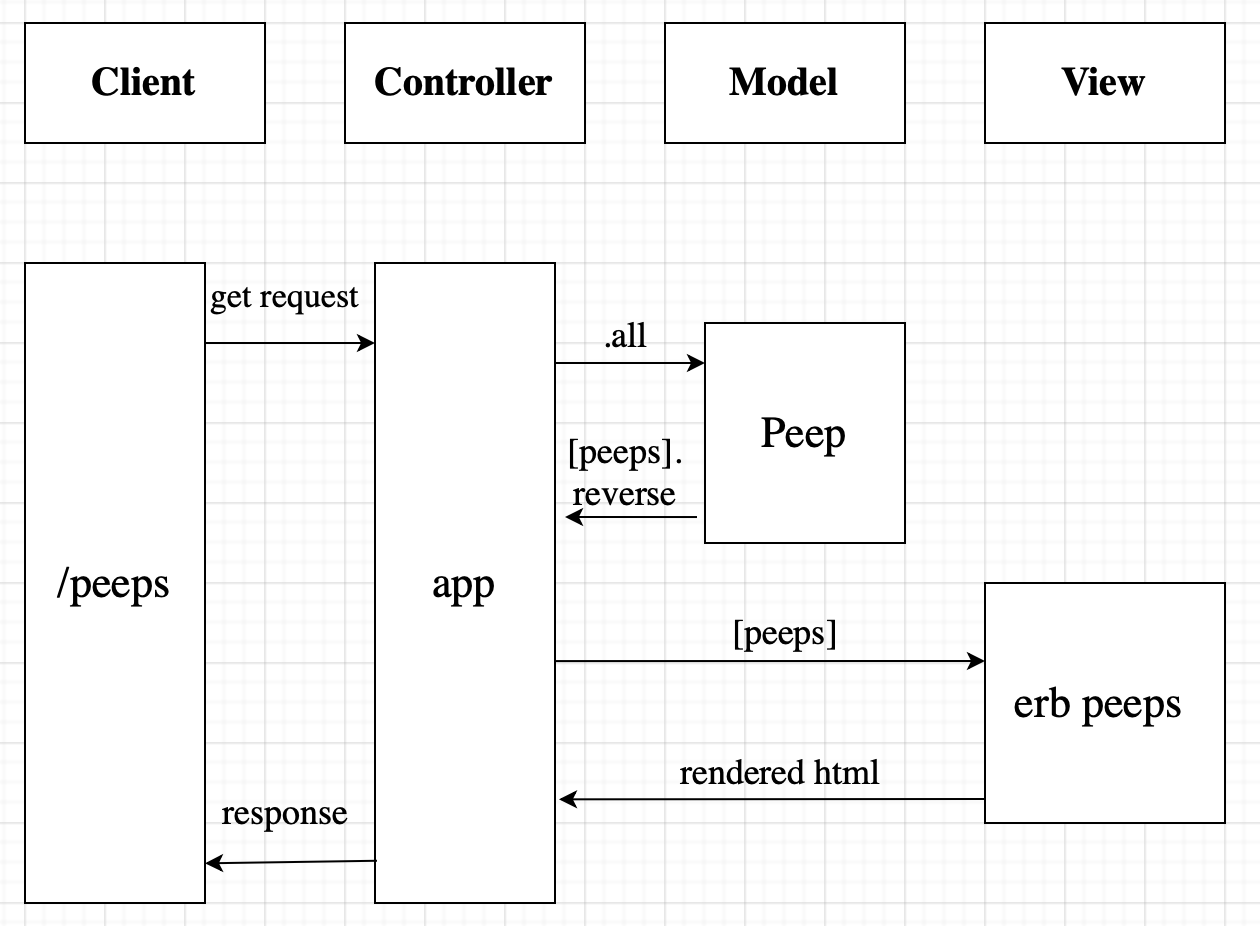 Client
Controller
Model
View
get request
.all
[peeps].
reverse
Peep
/peeps
app
[peeps]
erb peeps
rendered html
response